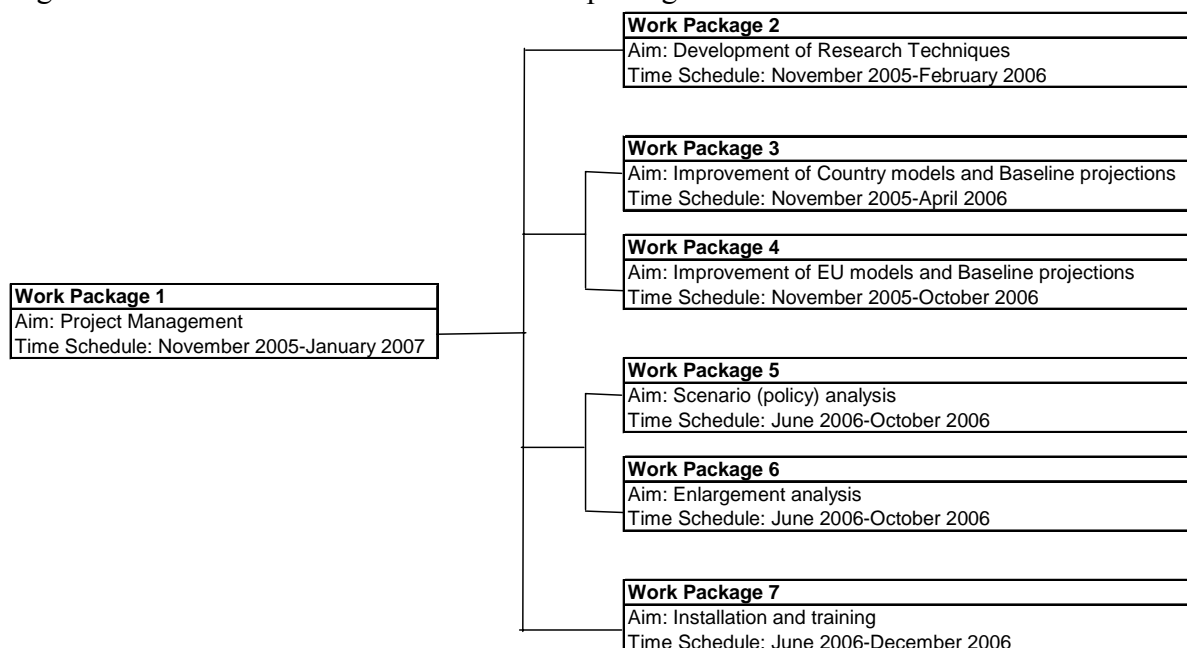 Work Package 2
Aim: Development of Research Techniques
Time Schedule: November 2005-February 2006
Work Package 3
Aim: Improvement of Country models and Baseline projections
Time Schedule: November 2005-April 2006
Work Package 4
Aim: Improvement of EU models and Baseline projections
Time Schedule: November 2005-October 2006
Work Package 1
Aim: Project Management
Time Schedule: November 2005-January 2007
Work Package 5
Aim: Scenario (policy) analysis
Time Schedule: June 2006-October 2006
Work Package 6
Aim: Enlargement analysis
Time Schedule: June 2006-October 2006
Work Package 7
Aim: Installation and training
Time Schedule: June 2006-December 2006